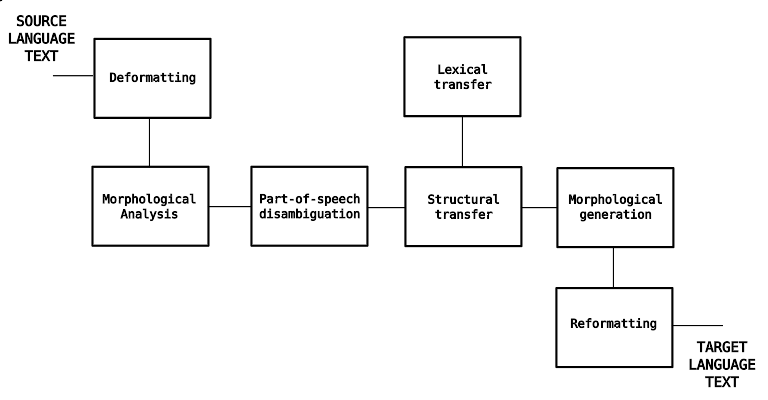 SOURCE
LANGUAGE
TEXT
Deformatting
Lexical
transfer
Morphological
Analysis
Part-of-speech
disambiguation
Structural
transfer
Morphological
generation
Reformatting
TARGET
LANGUAGE
TEXT